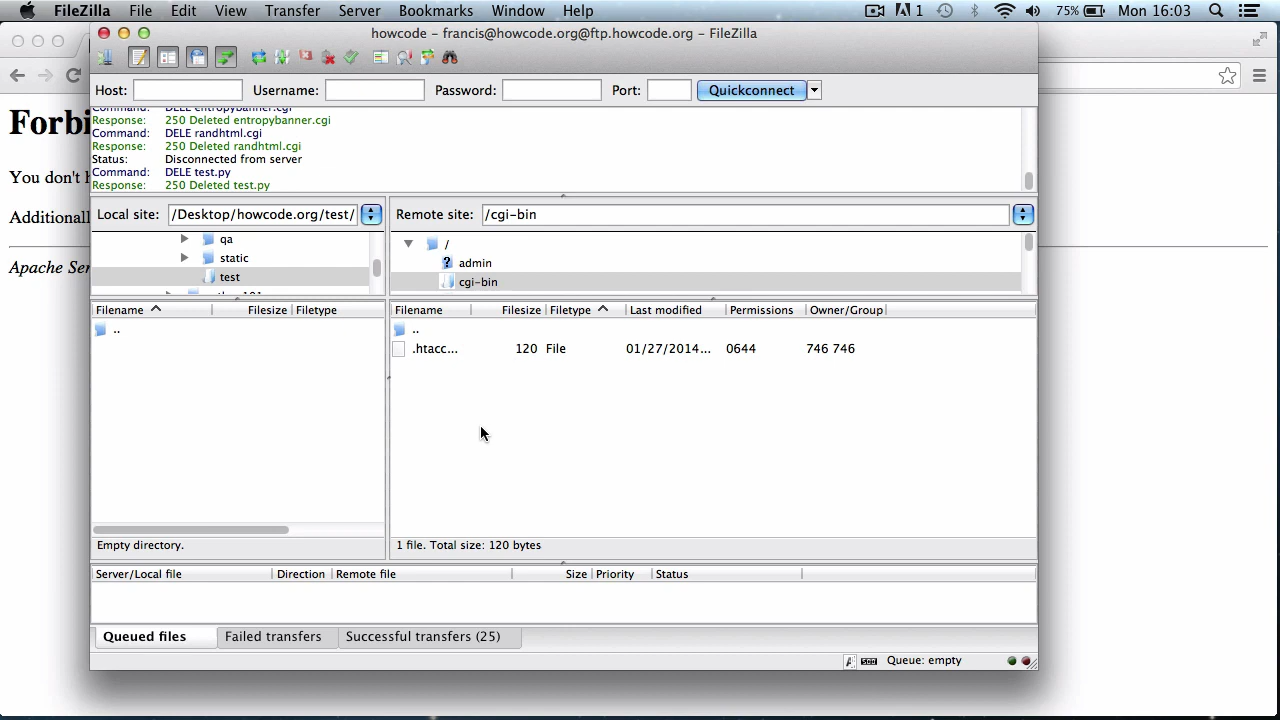 FileZilla File Edit View Transfer Server Bookmarks Window Help 1 75% Mon 16:03
howcode – francis@howcode.org@ftp.howcode.org – FileZilla
Host: Username: Password: Port: Quickconnect
Command: DELE entropybanner.cgi
Response: 250 Deleted entropybanner.cgi
Command: DELE randhtml.cgi
Response: 250 Deleted randhtml.cgi
Status: Disconnected from server
Command: DELE test.py
Response: 250 Deleted test.py
Forbi
You don't h
Additionall
Apache Ser
Local site: /Desktop/howcode.org/test/
qa
static
test
Remote site: /cgi-bin
/
admin
cgi-bin
Filename Filesize Filetype
..
Empty directory.
Filename Filesize Filetype Last modified Permissions Owner/Group
..
.htacc... 120 File 01/27/2014... 0644 746 746
1 file. Total size: 120 bytes
Server/Local file Direction Remote file Size Priority Status
Queued files Failed transfers Successful transfers (25)
Queue: empty